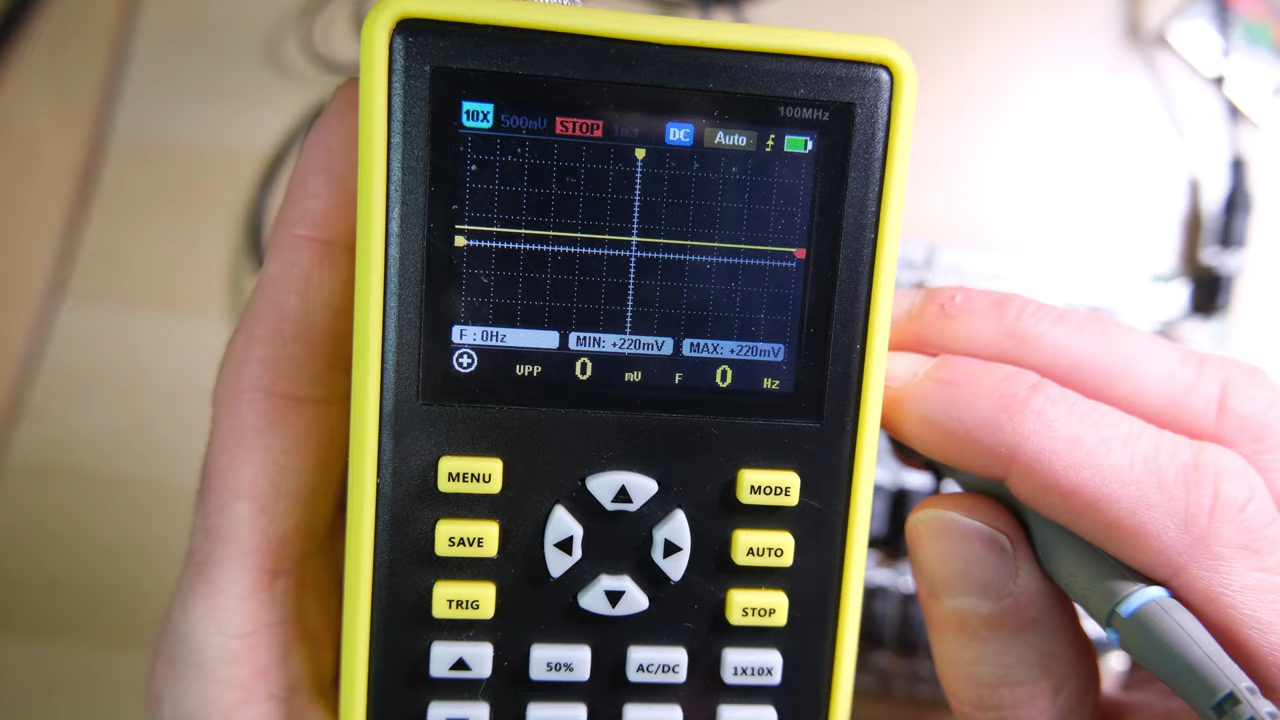 100MHz
10X 500mV STOP DC Auto
F : 0Hz MIN: +220mV MAX: +220mV
VPP 0 mV F 0 Hz
MENU MODE
SAVE AUTO
TRIG STOP
50% AC/DC 1X10X